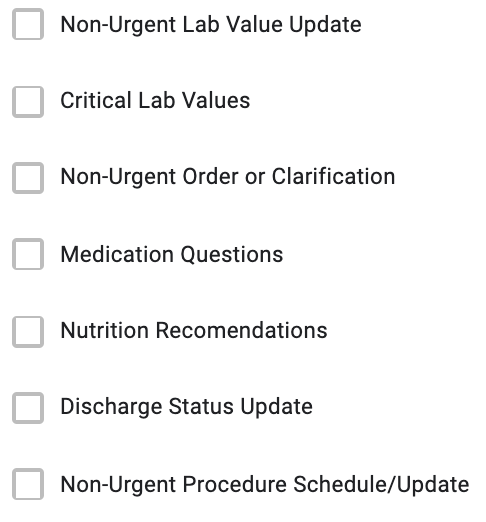 Non-Urgent Lab Value Update
Critical Lab Values
Non-Urgent Order or Clarification
Medication Questions
Nutrition Recomendations
Discharge Status Update
Non-Urgent Procedure Schedule/Update